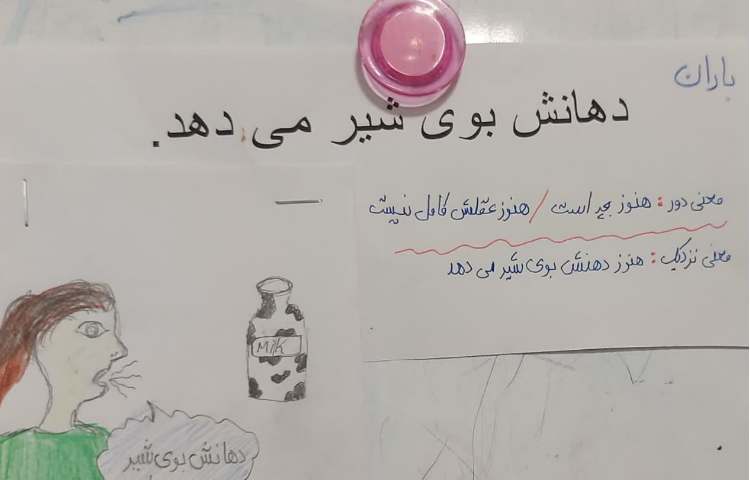 باران
دهانش بوی شیر می دهد.
معنی دور : هنوز بچه است / هنوز عقلش کامل نیست
معنی نزدیک : هنوز دهنش بوی شیر می دهد
Milk
دهانش بوی شیر